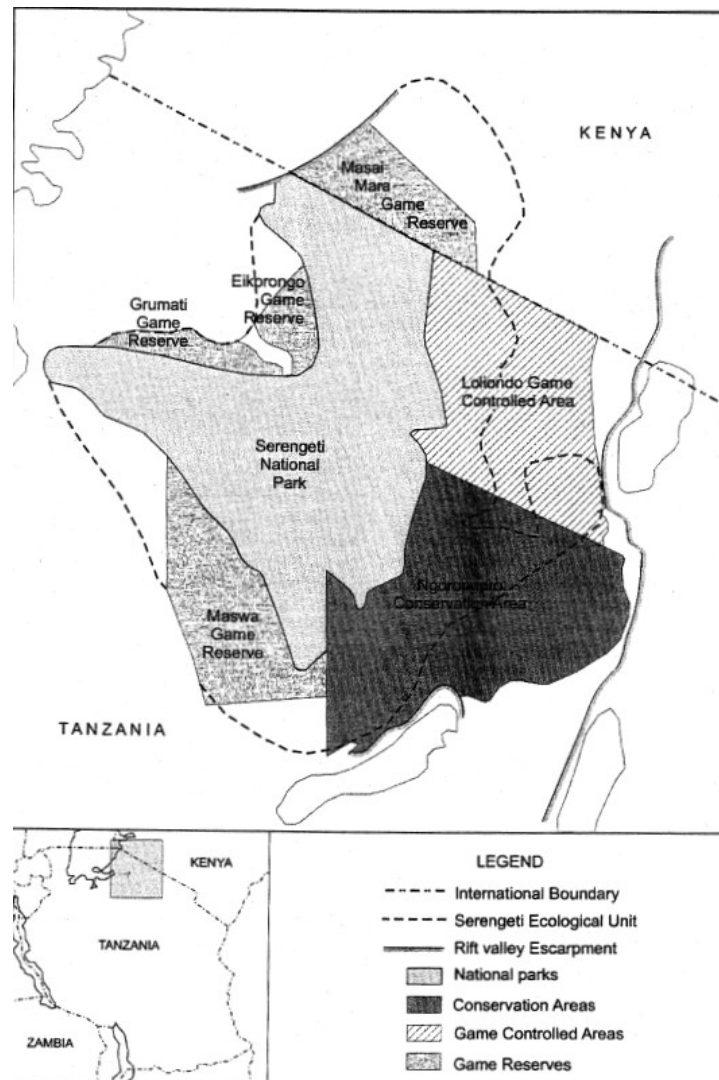 KENYA
Masai
Mara
Game
Reserve
Eikprongo
Game
Reserve
Grumati
Game
Reserve
Loliondo Game
Controlled Area
Serengeti
National
Park
Conservation Area
Maswa
Game
Reserve
TANZANIA
KENYA
TANZANIA
ZAMBIA
LEGEND
International Boundary
Serengeti Ecological Unit
Rift valley Escarpment
National parks
Conservation Areas
Game Controlled Areas
Game Reserves